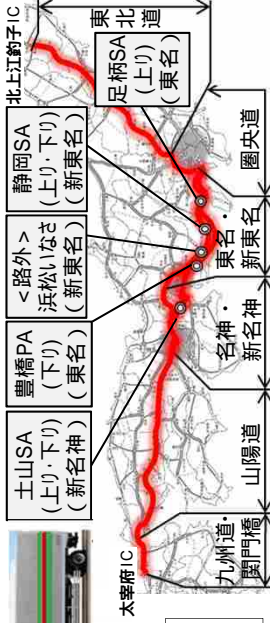 北上江釣子IC
東北道
足柄SA
(上り)
(東名)
静岡SA
(上り・下り)
(新東名)
＜路外＞
浜松いなさ
(新東名)
豊橋PA
(下り)
(東名)
土山SA
(上り・下り)
(新名神)
太宰府IC
圏央道
東名・
新東名
名神・
新名神
山陽道
九州道・
関門橋